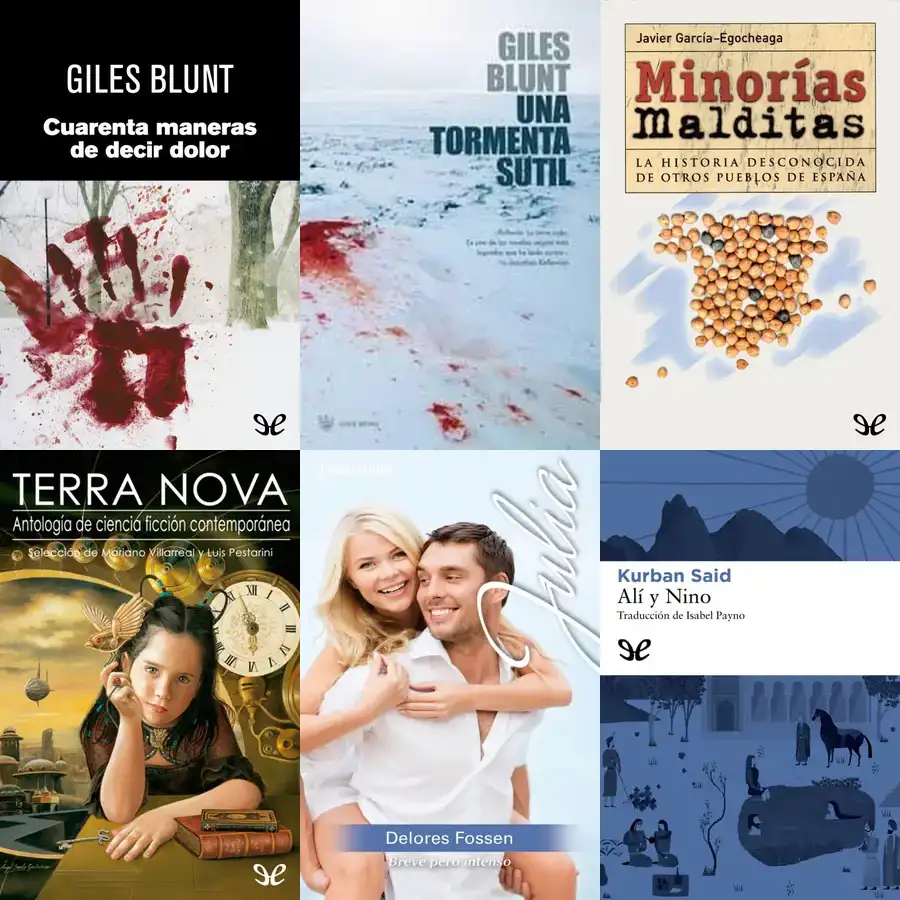 GILES BLUNT
Cuarenta maneras
de decir dolor
GILES
BLUNT
UNA
TORMENTA
SUTIL
Javier García-Egocheaga
Minorías
Malditas
LA HISTORIA DESCONOCIDA
DE OTROS PUEBLOS DE ESPAÑA
TERRA NOVA
Antología de ciencia ficción contemporánea
Selección de Mariano Villarreal y Luis Pestarini
XII
Julia
Delores Fossen
Breve pero intenso
Kurban Said
Alí y Nino
Traducción de Isabel Payno